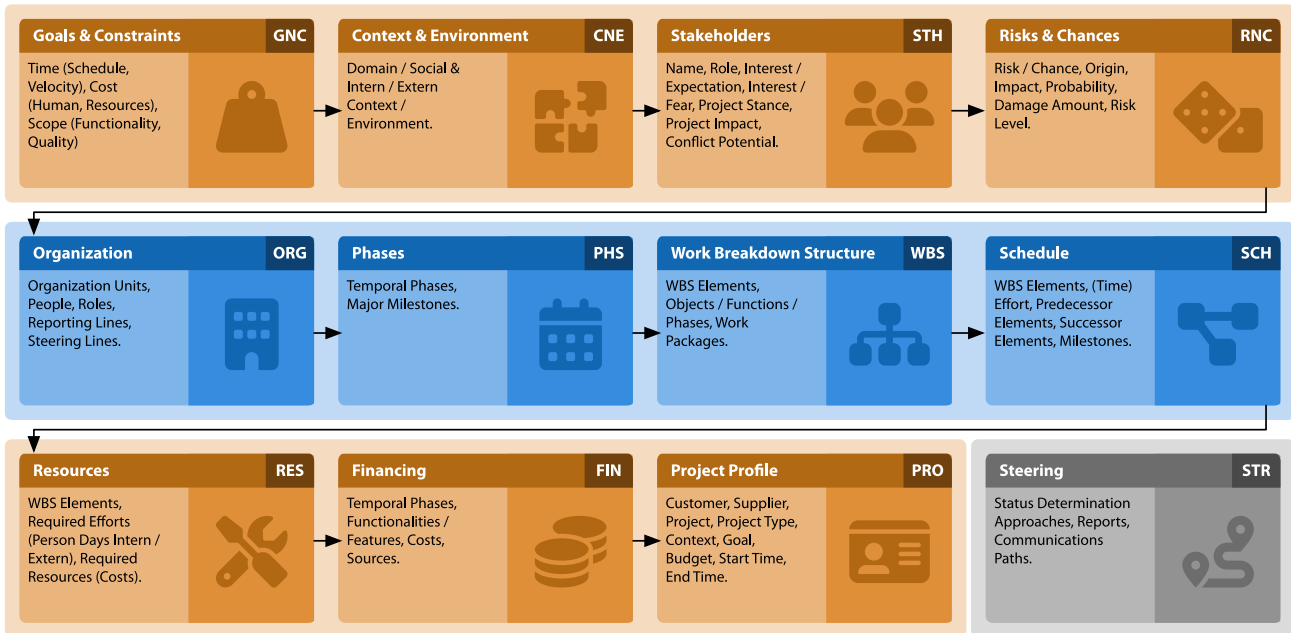 Goals & Constraints GNC
Time (Schedule,
Velocity), Cost
(Human, Resources),
Scope (Functionality,
Quality)
Context & Environment CNE
Domain / Social &
Intern / Extern
Context /
Environment.
Stakeholders STH
Name, Role, Interest /
Expectation, Interest /
Fear, Project Stance,
Project Impact,
Conflict Potential.
Risks & Chances RNC
Risk / Chance, Origin,
Impact, Probability,
Damage Amount, Risk
Level.
Organization ORG
Organization Units,
People, Roles,
Reporting Lines,
Steering Lines.
Phases PHS
Temporal Phases,
Major Milestones.
Work Breakdown Structure WBS
WBS Elements,
Objects / Functions /
Phases, Work
Packages.
Schedule SCH
WBS Elements, (Time)
Effort, Predecessor
Elements, Successor
Elements, Milestones.
Resources RES
WBS Elements,
Required Efforts
(Person Days Intern /
Extern), Required
Resources (Costs).
Financing FIN
Temporal Phases,
Functionalities /
Features, Costs,
Sources.
Project Profile PRO
Customer, Supplier,
Project, Project Type,
Context, Goal,
Budget, Start Time,
End Time.
Steering STR
Status Determination
Approaches, Reports,
Communications
Paths.